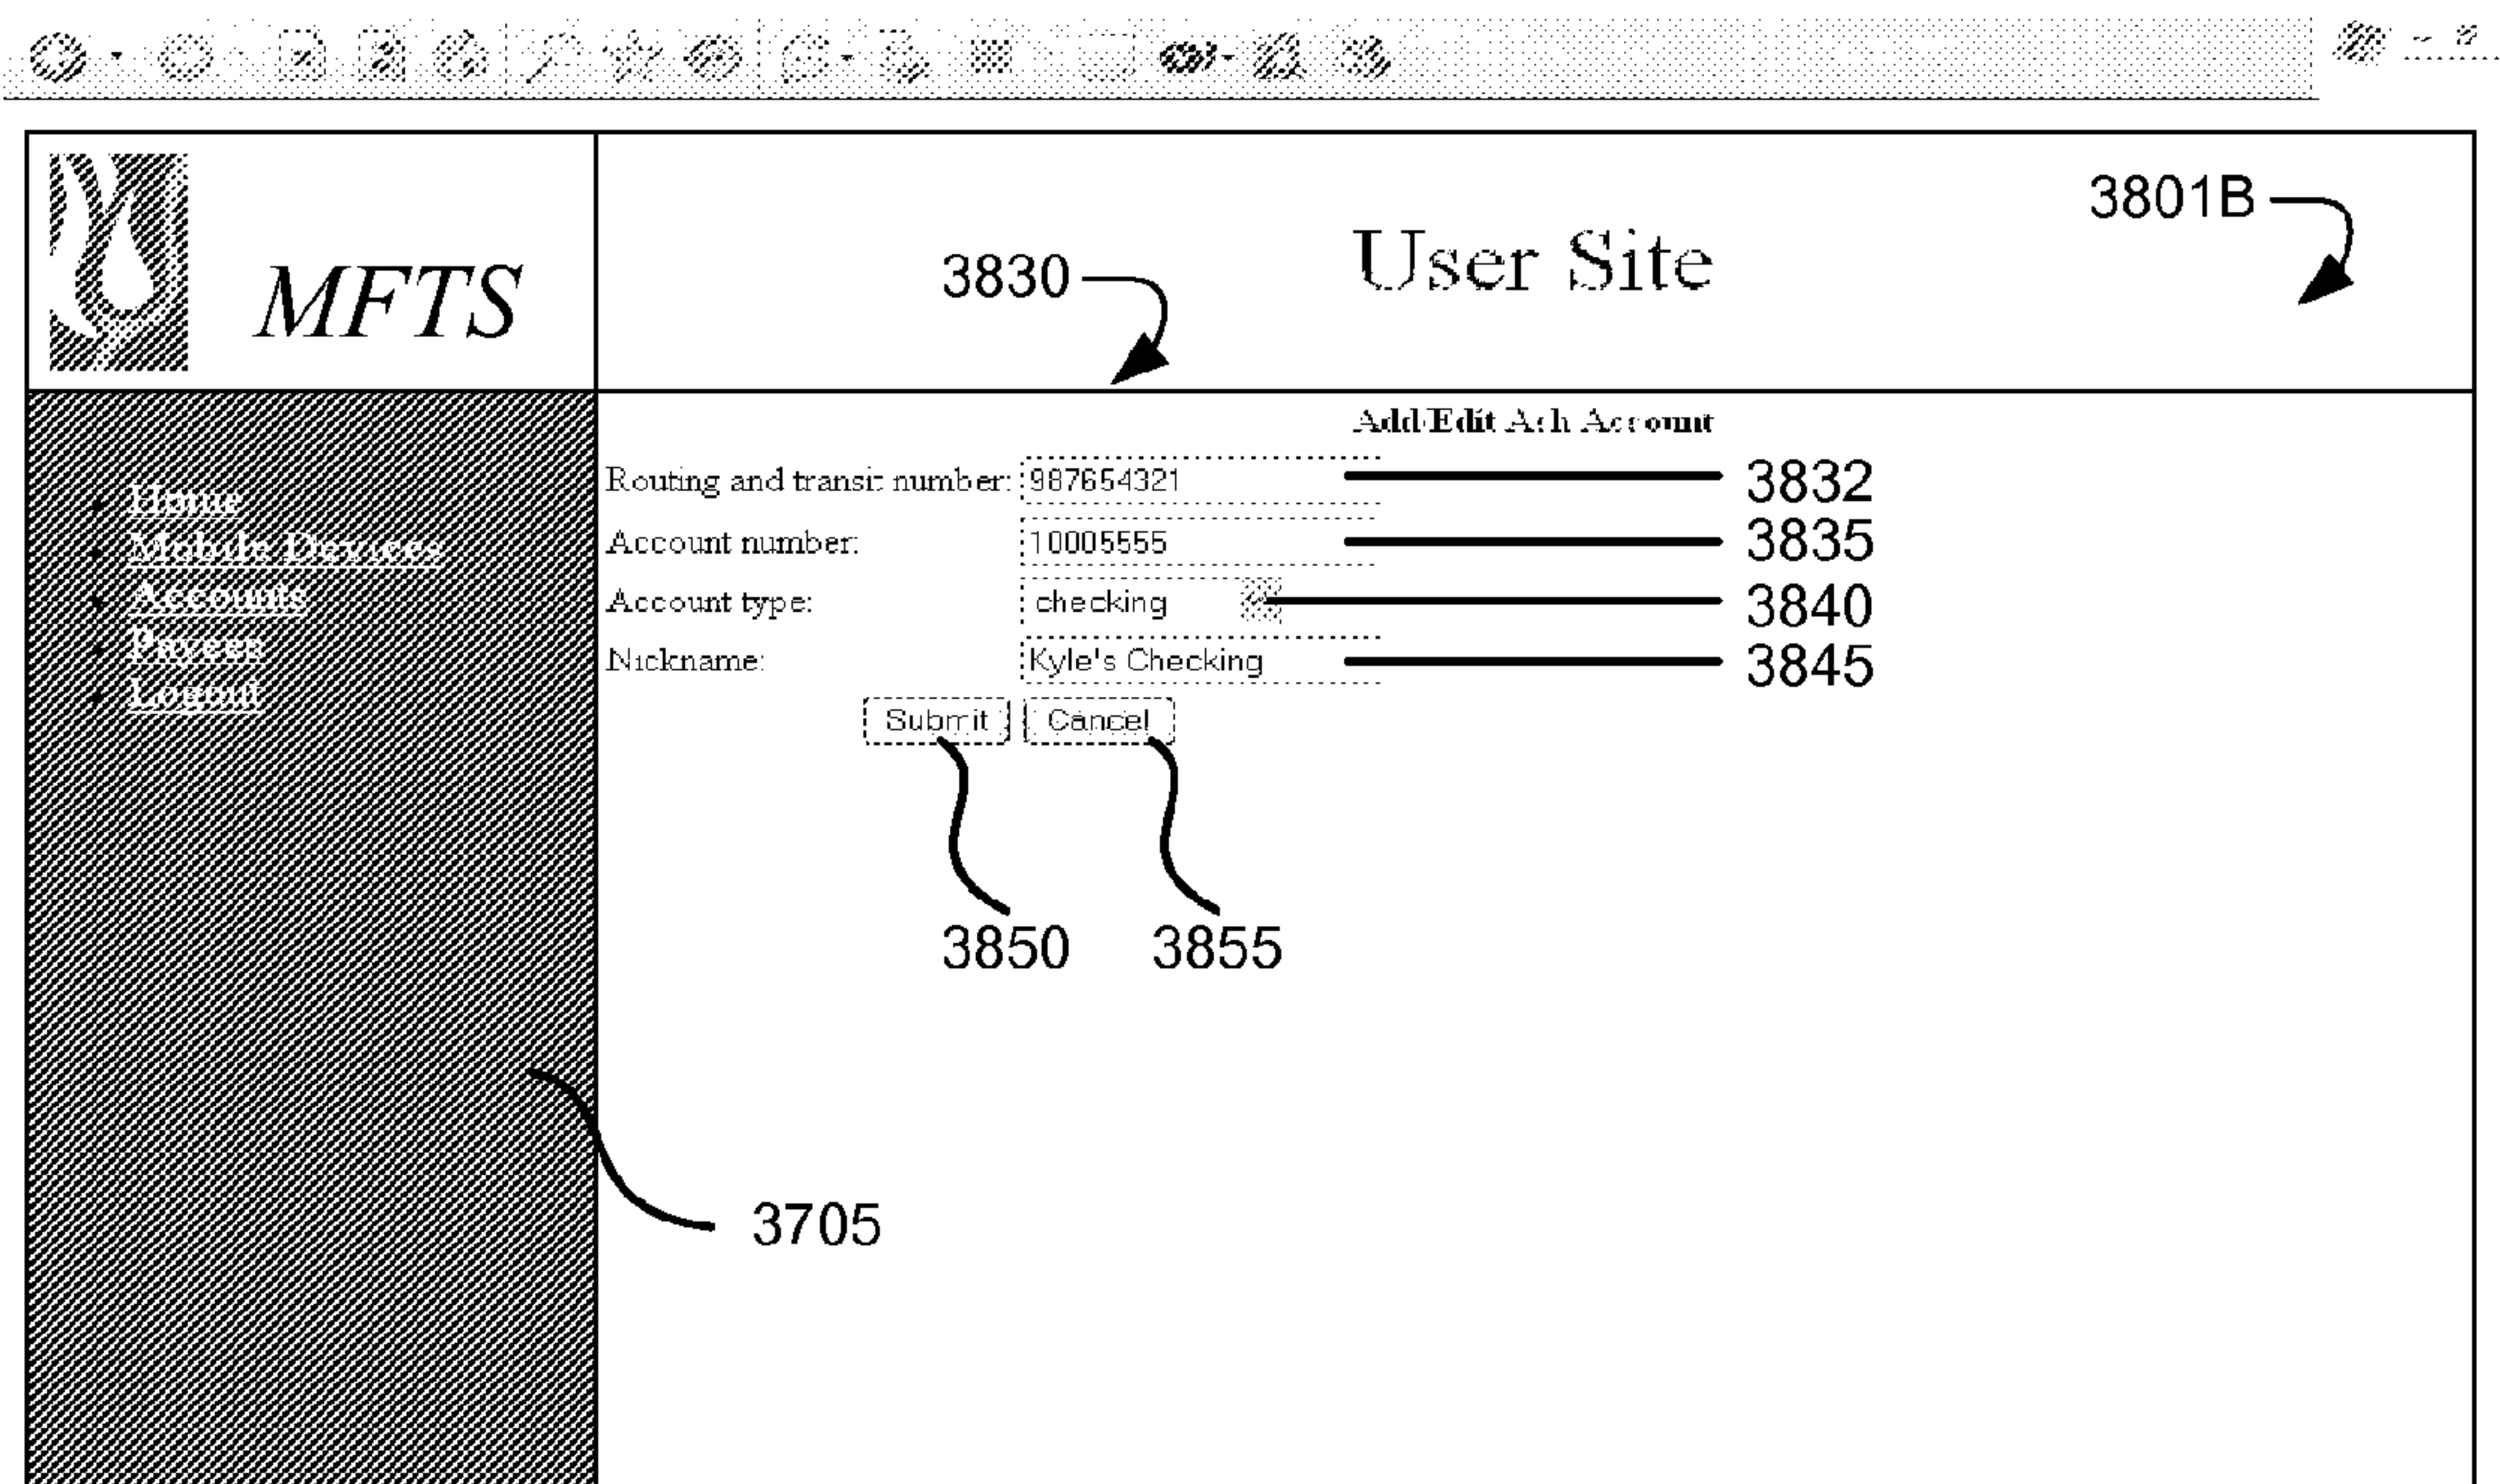 3801B
User Site
3830
MFTS
Add/Edit Ach Account
Routing and transit number: 987654321 3832
Home
Account number: 10005555 3835
Mobile Devices
Account type: checking 3840
Accounts
Nickname: Kyle's Checking 3845
Payees
Logout
Submit Cancel
3850 3855
3705